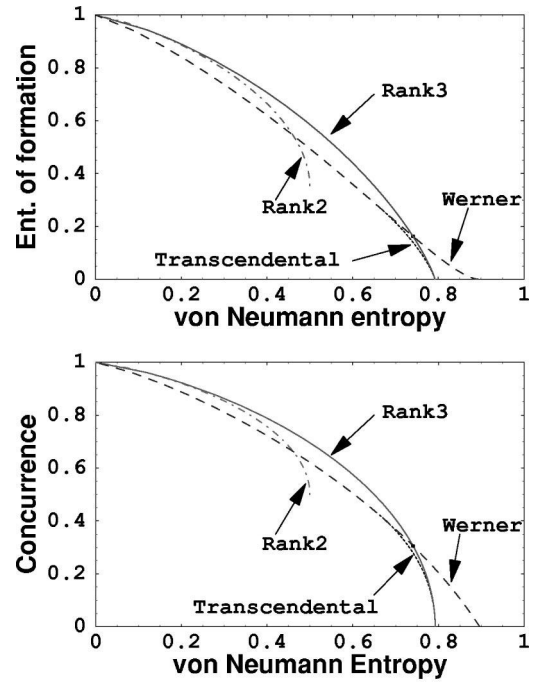 1
0.8
0.6
0.4
0.2
0
Ent. of formation
Rank3
Rank2
Werner
Transcendental
0 0.2 0.4 0.6 0.8 1
von Neumann entropy
1
0.8
0.6
0.4
0.2
0
Concurrence
Rank3
Rank2
Werner
Transcendental
0 0.2 0.4 0.6 0.8 1
von Neumann Entropy